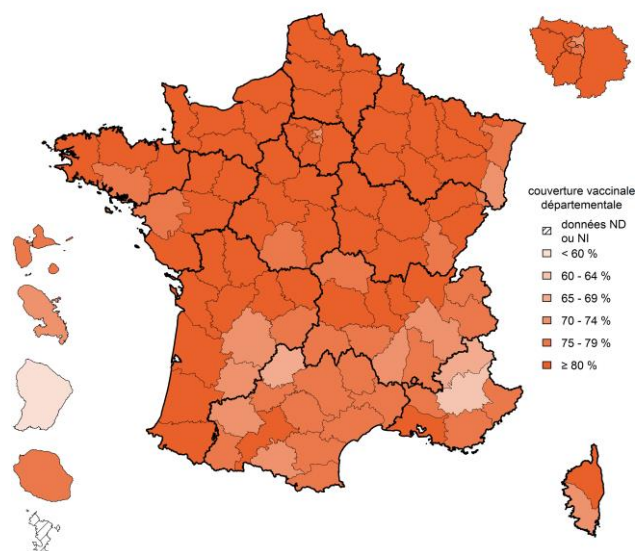 couverture vaccinale
départementale
données ND
ou NI
< 60 %
60 - 64 %
65 - 69 %
70 - 74 %
75 - 79 %
≥ 80 %